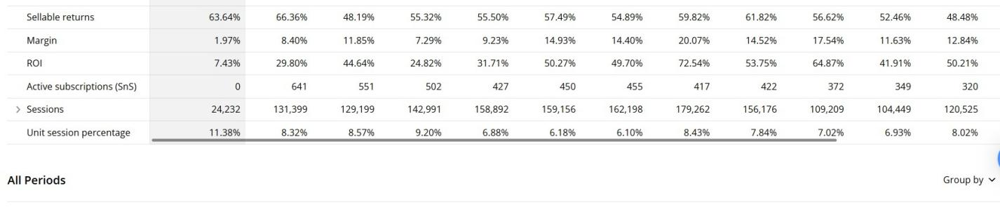 Sellable returns 63.64% 66.36% 48.19% 55.32% 55.50% 57.49% 54.89% 59.82% 61.82% 56.62% 52.46% 48.48%
Margin 1.97% 8.40% 11.85% 7.29% 9.23% 14.93% 14.40% 20.07% 14.52% 17.54% 11.63% 12.84%
ROI 7.43% 29.80% 44.64% 24.82% 31.71% 50.27% 49.70% 72.54% 53.75% 64.87% 41.91% 50.21%
Active subscriptions (SnS) 0 641 551 502 427 450 455 417 422 372 349 320
Sessions 24,232 131,399 129,199 142,991 158,892 159,156 162,198 179,262 156,176 109,209 104,449 120,525
Unit session percentage 11.38% 8.32% 8.57% 9.20% 6.88% 6.18% 6.10% 8.43% 7.84% 7.02% 6.93% 8.02%
All Periods Group by